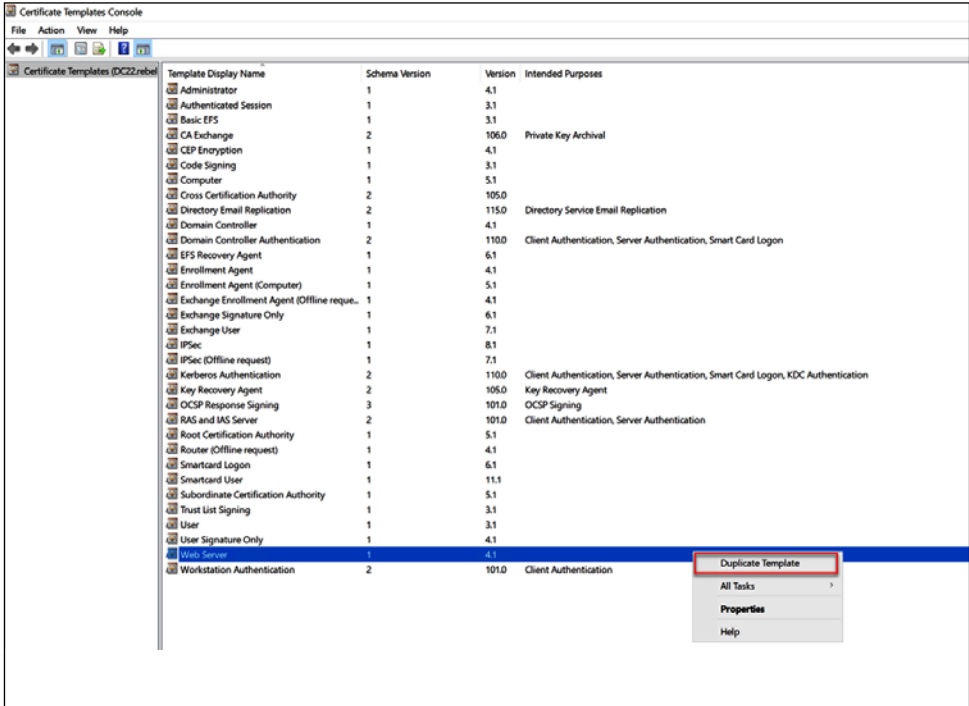 Certificate Templates Console
File Action View Help
Certificate Templates (DC22.rebel
Template Display Name Schema Version Version Intended Purposes
Administrator 1 4.1
Authenticated Session 1 3.1
Basic EFS 1 3.1
CA Exchange 2 106.0 Private Key Archival
CEP Encryption 1 4.1
Code Signing 1 3.1
Computer 1 5.1
Cross Certification Authority 2 105.0
Directory Email Replication 2 115.0 Directory Service Email Replication
Domain Controller 1 4.1
Domain Controller Authentication 2 110.0 Client Authentication, Server Authentication, Smart Card Logon
EFS Recovery Agent 1 6.1
Enrollment Agent 1 4.1
Enrollment Agent (Computer) 1 5.1
Exchange Enrollment Agent (Offline reque... 1 4.1
Exchange Signature Only 1 6.1
Exchange User 1 7.1
IPSec 1 8.1
IPSec (Offline request) 1 7.1
Kerberos Authentication 2 110.0 Client Authentication, Server Authentication, Smart Card Logon, KDC Authentication
Key Recovery Agent 2 105.0 Key Recovery Agent
OCSP Response Signing 3 101.0 OCSP Signing
RAS and IAS Server 2 101.0 Client Authentication, Server Authentication
Root Certification Authority 1 5.1
Router (Offline request) 1 4.1
Smartcard Logon 1 6.1
Smartcard User 1 11.1
Subordinate Certification Authority 1 5.1
Trust List Signing 1 3.1
User 1 3.1
User Signature Only 1 4.1
Web Server 1 4.1
Workstation Authentication 2 101.0 Client Authentication
Duplicate Template
All Tasks
Properties
Help